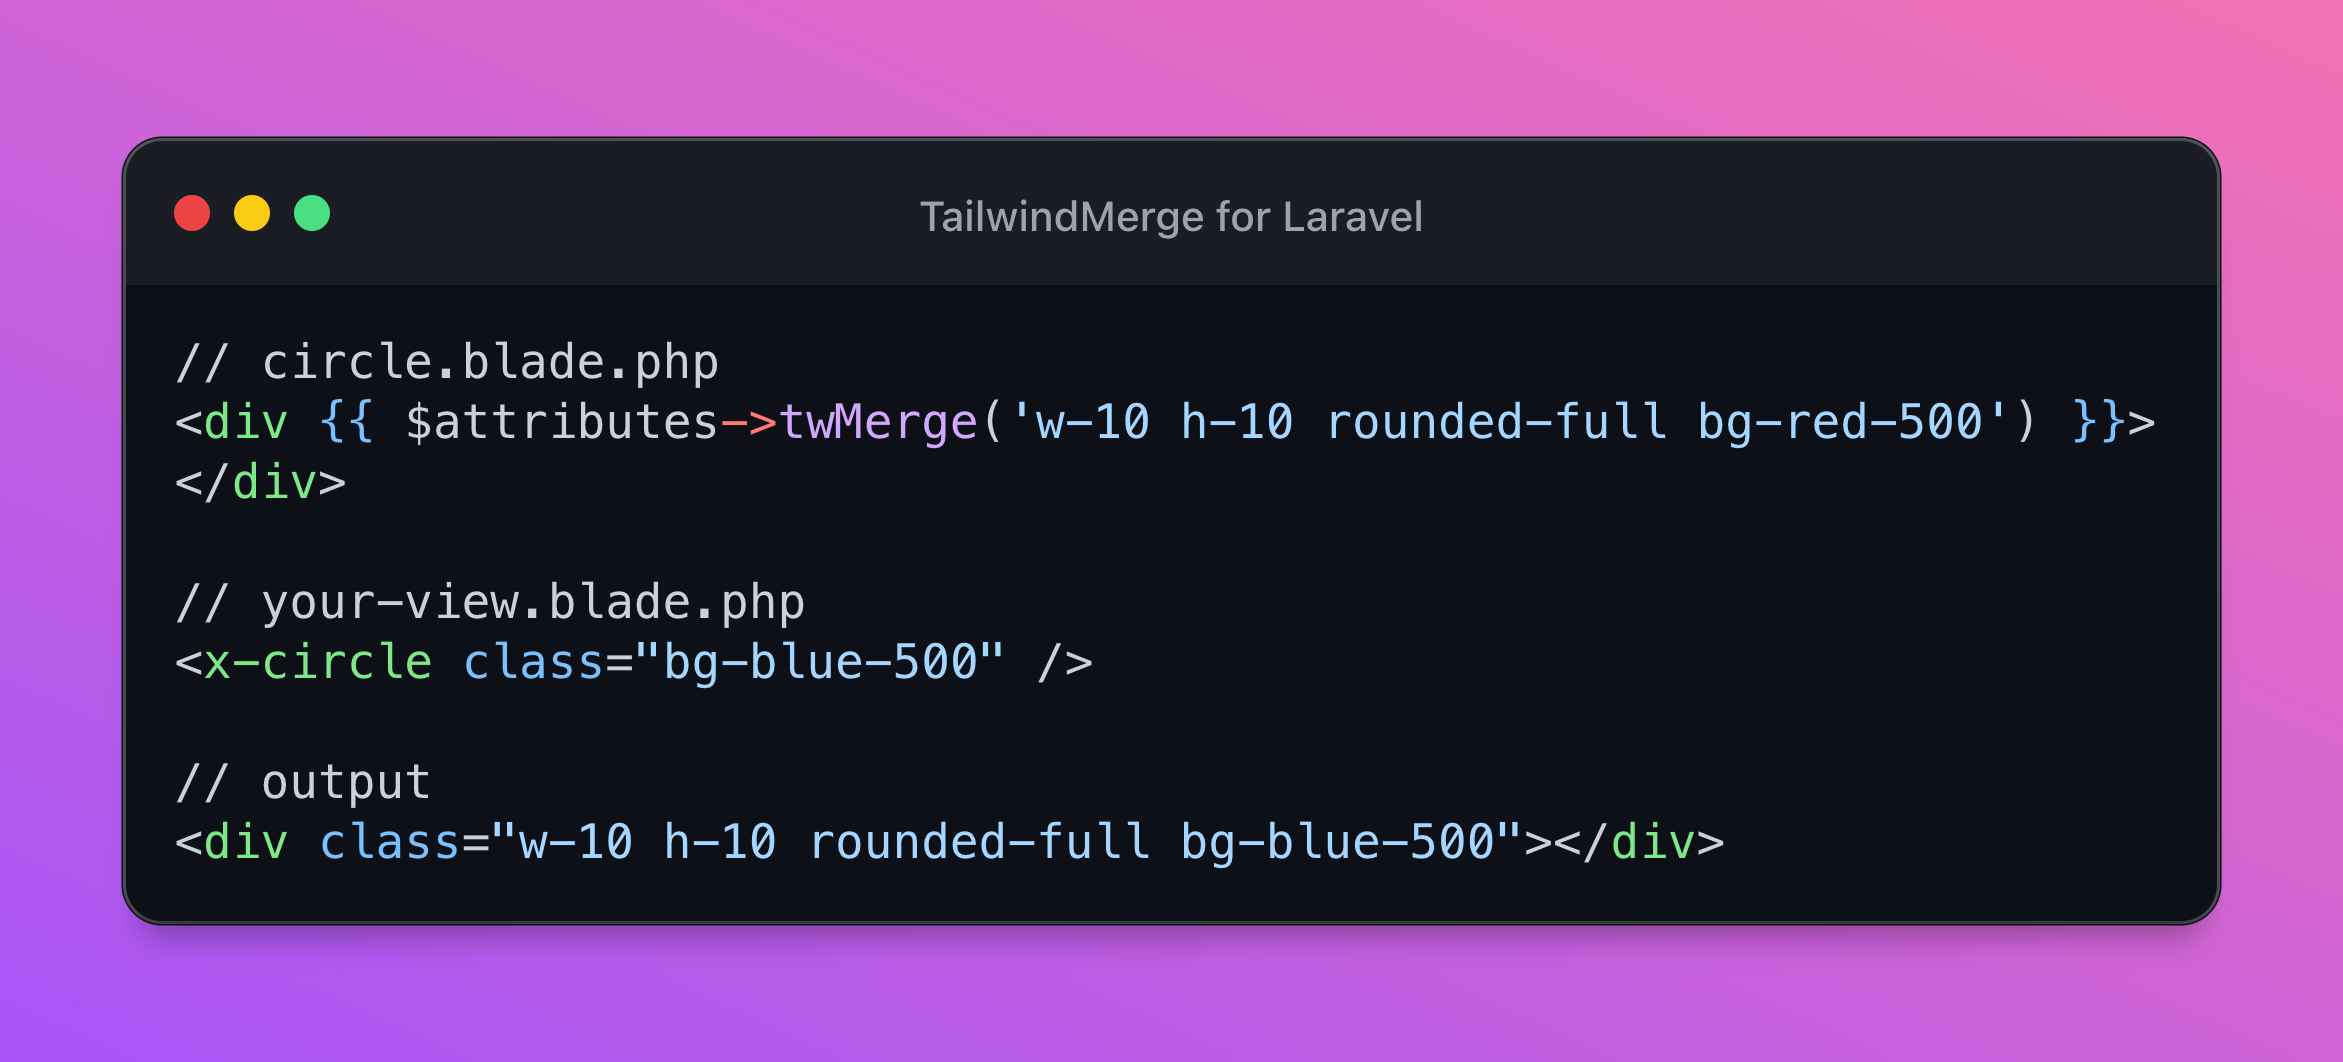 TailwindMerge for Laravel
// circle.blade.php
<div {{ $attributes->twMerge('w-10 h-10 rounded-full bg-red-500') }}>
</div>
// your-view.blade.php
<x-circle class="bg-blue-500" />
// output
<div class="w-10 h-10 rounded-full bg-blue-500"></div>